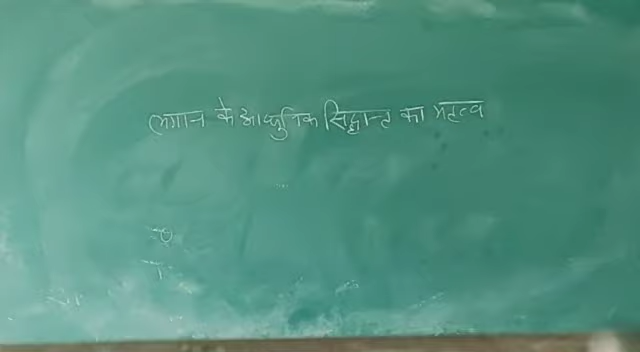 लगान के आधुनिक सिद्धान्त का महत्व